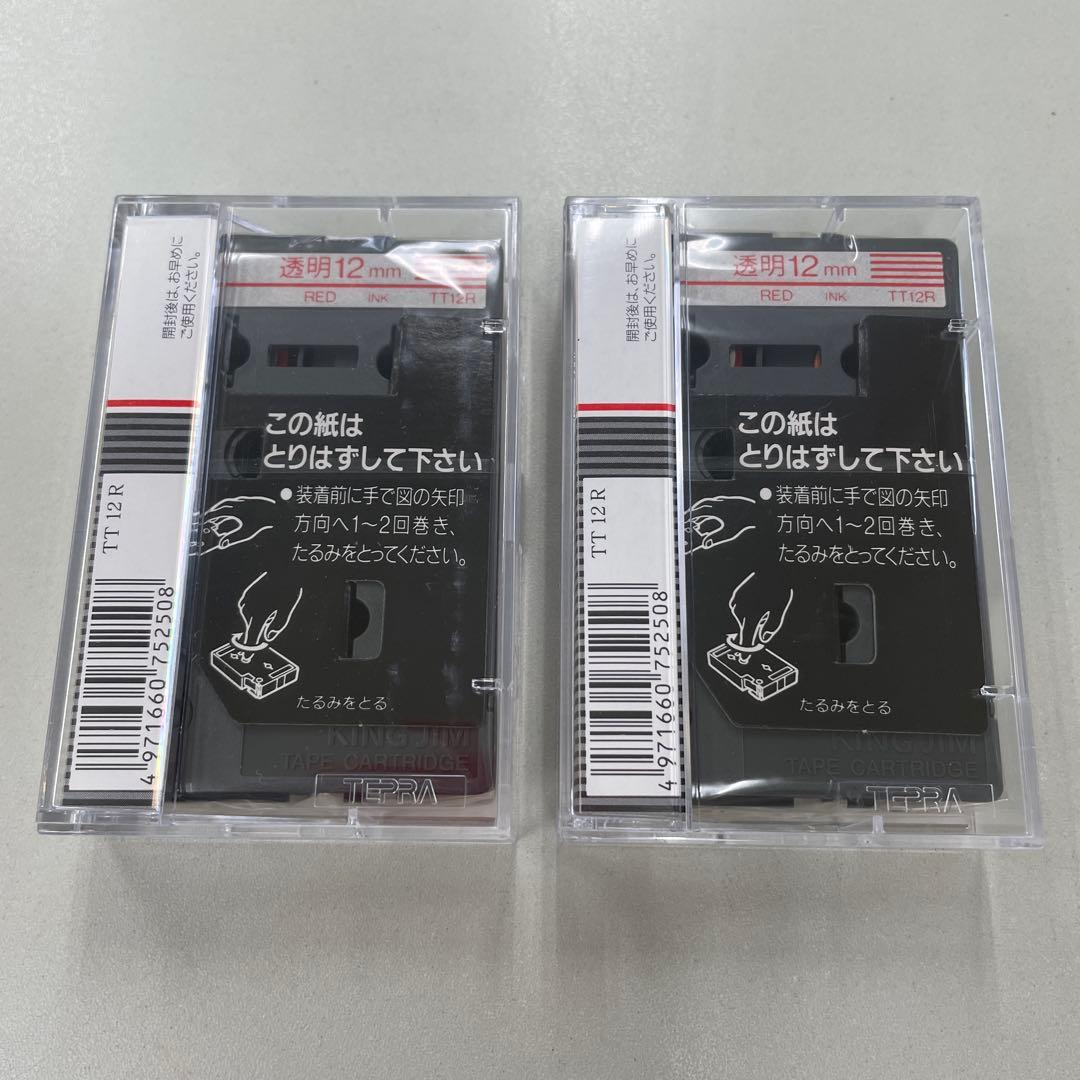 開封後は、お早めに
ご使用ください。
TT 12 R
4 971660 752508
透明12mm
RED INK TT12R
この紙は
とりはずして下さい
●装着前に手で図の矢印
方向へ1〜2回巻き、
たるみをとってください。
たるみをとる
KING JIM
TAPE CARTRIDGE
TEPRA
開封後は、お早めに
ご使用ください。
TT 12 R
4 971660 752508
透明12mm
RED INK TT12R
この紙は
とりはずして下さい
●装着前に手で図の矢印
方向へ1〜2回巻き、
たるみをとってください。
たるみをとる
KING JIM
TAPE CARTRIDGE
TEPRA